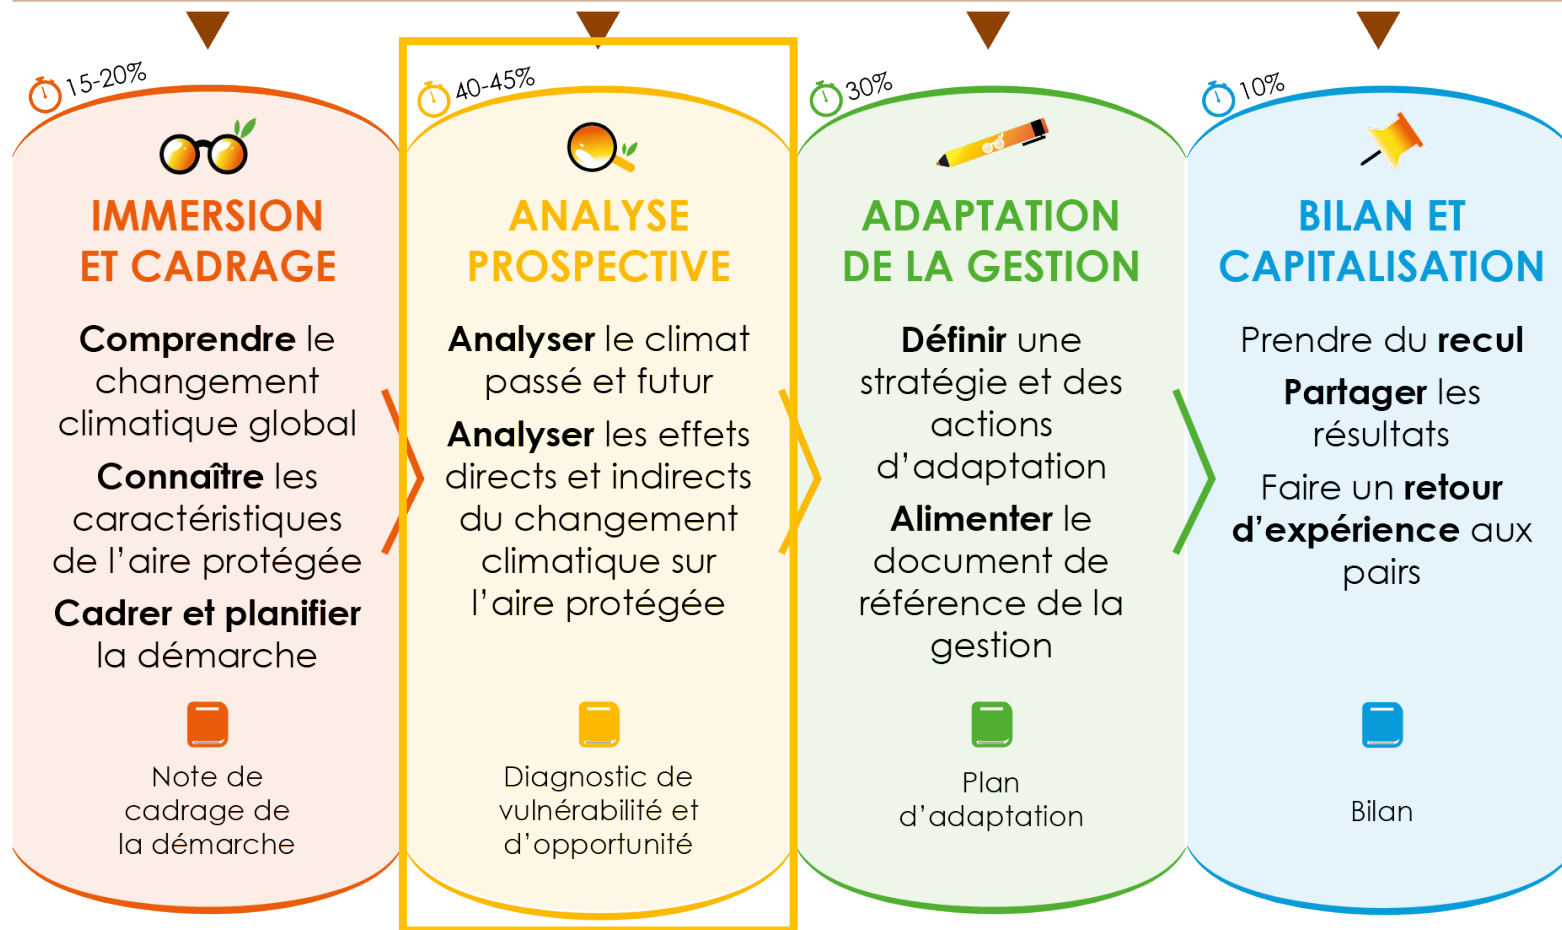 15-20%
IMMERSION
ET CADRAGE
Comprendre le
changement
climatique global
Connaître les
caractéristiques
de l'aire protégée
Cadrer et planifier
la démarche
Note de
cadrage de
la démarche
40-45%
ANALYSE
PROSPECTIVE
Analyser le climat
passé et futur
Analyser les effets
directs et indirects
du changement
climatique sur
l'aire protégée
Diagnostic de
vulnérabilité et
d'opportunité
30%
ADAPTATION
DE LA GESTION
Définir une
stratégie et des
actions
d'adaptation
Alimenter le
document de
référence de la
gestion
Plan
d'adaptation
10%
BILAN ET
CAPITALISATION
Prendre du recul
Partager les
résultats
Faire un retour
d'expérience aux
pairs
Bilan